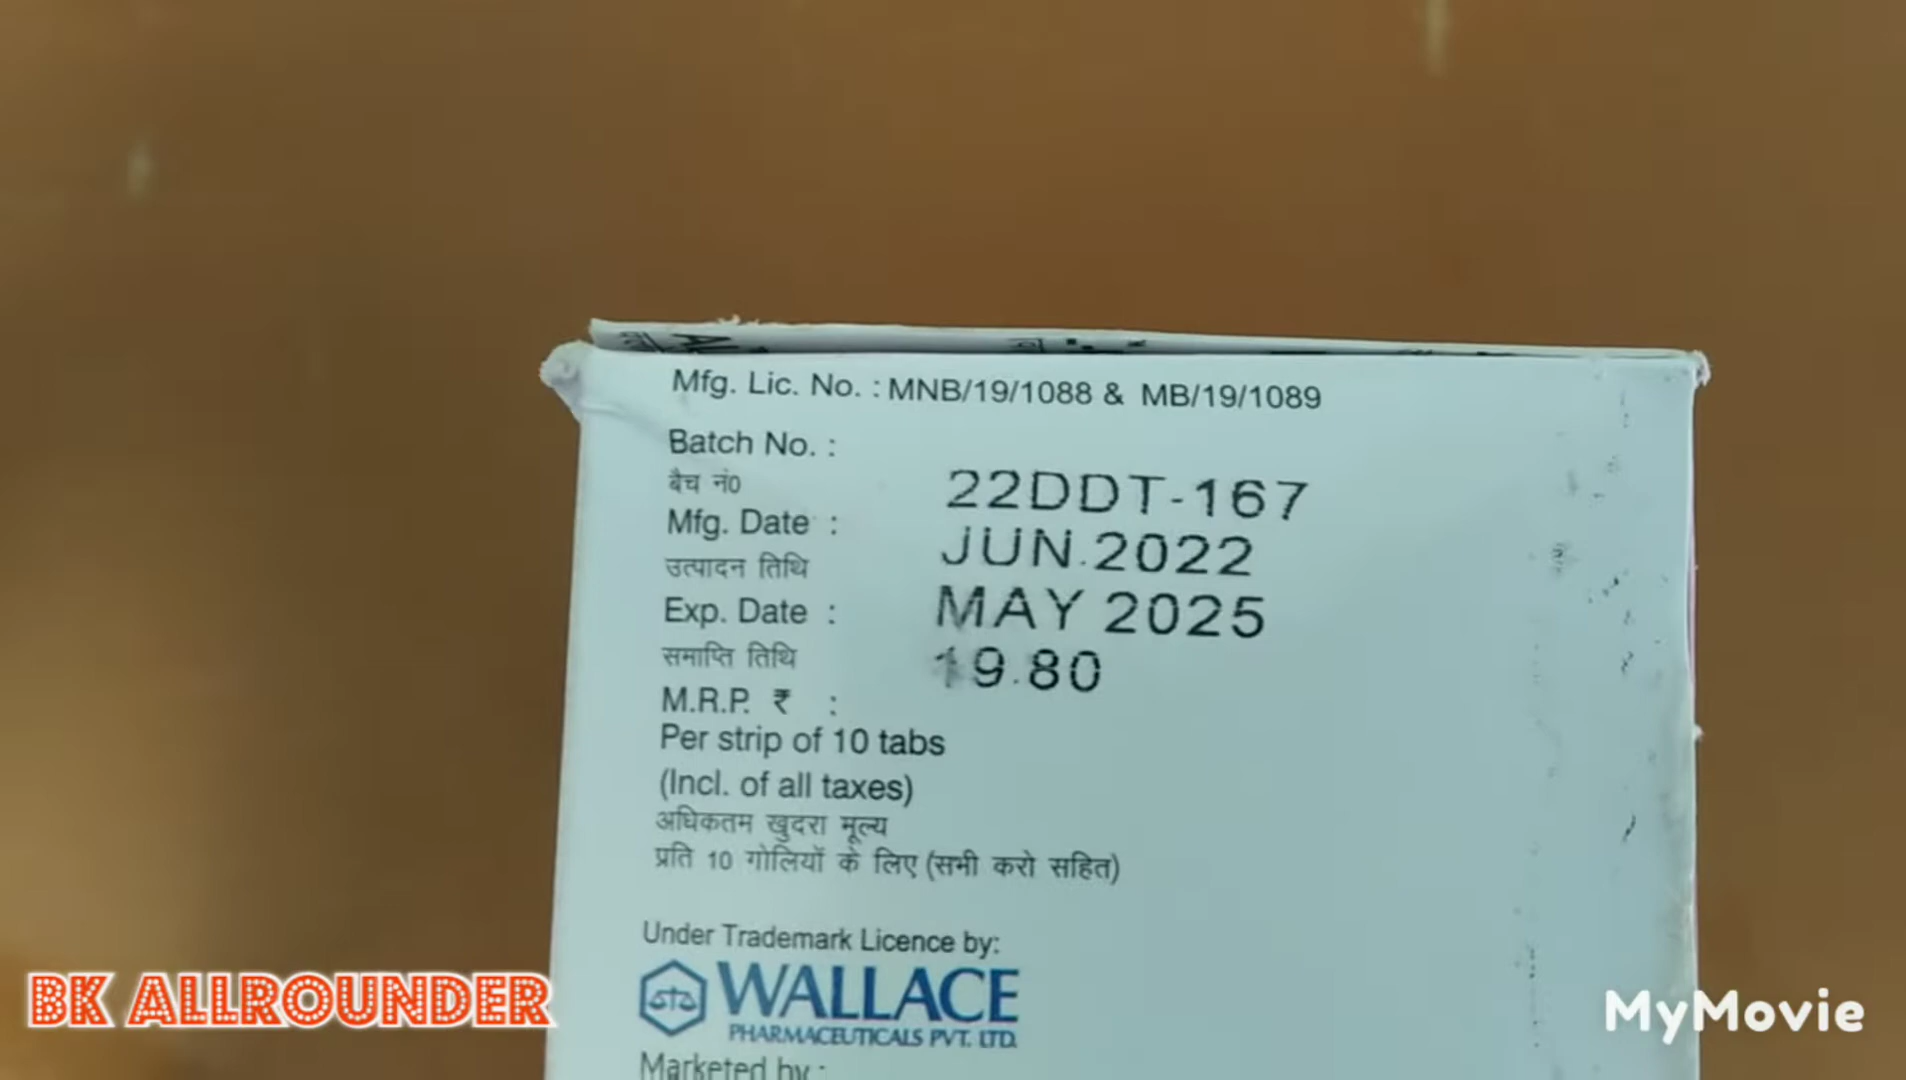 Mfg. Lic. No. : MNB/19/1088 & MB/19/1089
Batch No. :
बैच नं0
22DDT-167
Mfg. Date :
JUN.2022
उत्पादन तिथि
Exp. Date :
MAY 2025
समाप्ति तिथि
19.80
M.R.P. ₹ :
Per strip of 10 tabs
(Incl. of all taxes)
अधिकतम खुदरा मूल्य
प्रति 10 गोलियों के लिए (सभी करो सहित)
Under Trademark Licence by:
WALLACE
PHARMACEUTICALS PVT. LTD.
Marketed by :
BK ALLROUNDER
MyMovie